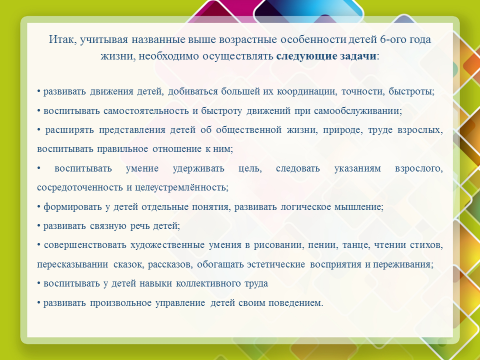 Итак, учитывая названные выше возрастные особенности детей 6-ого года
жизни, необходимо осуществлять следующие задачи:
• развивать движения детей, добиваться большей их координации, точности, быстроты;
• воспитывать самостоятельность и быстроту движений при самообслуживании;
• расширять представления детей об общественной жизни, природе, труде взрослых,
воспитывать правильное отношение к ним;
• воспитывать умение удерживать цель, следовать указаниям взрослого,
сосредоточенность и целеустремлённость;
• формировать у детей отдельные понятия, развивать логическое мышление;
• развивать связную речь детей;
• совершенствовать художественные умения в рисовании, пении, танце, чтении стихов,
пересказывании сказок, рассказов, обогащать эстетические восприятия и переживания;
• воспитывать у детей навыки коллективного труда
• развивать произвольное управление детей своим поведением.